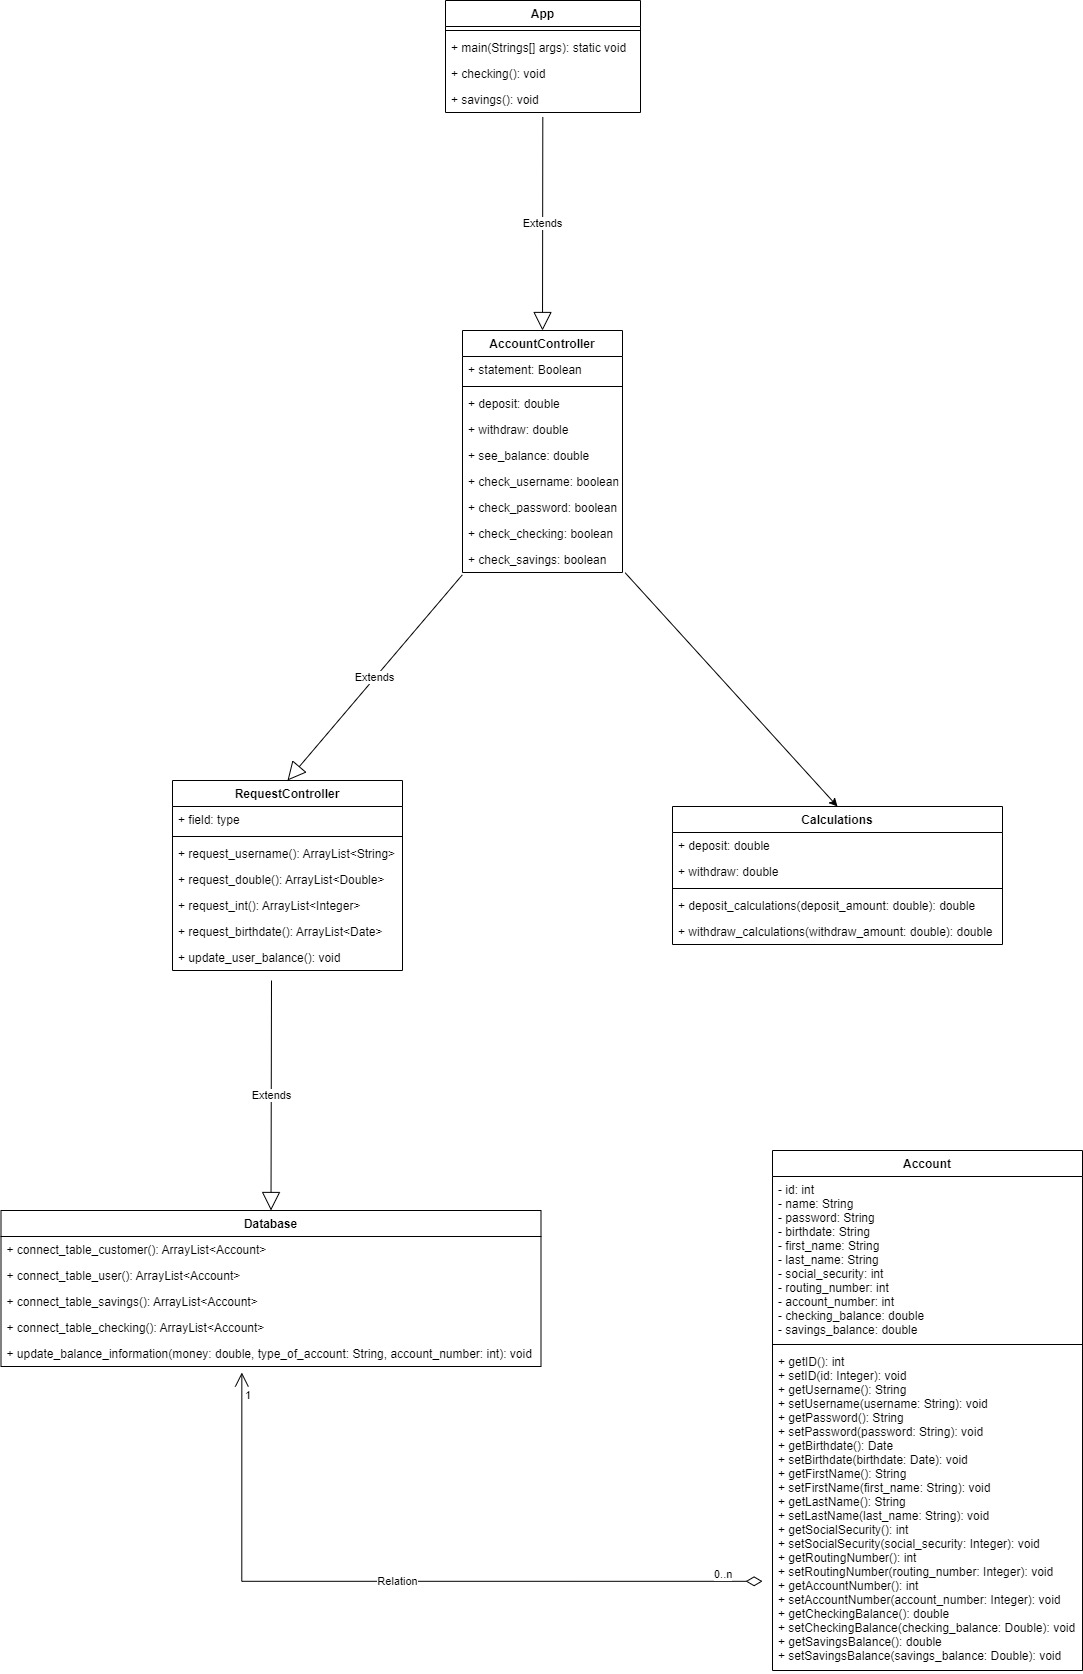 App
+ main(Strings[] args): static void
+ checking(): void
+ savings(): void
Extends
AccountController
+ statement: Boolean
+ deposit: double
+ withdraw: double
+ see_balance: double
+ check_username: boolean
+ check_password: boolean
+ check_checking: boolean
+ check_savings: boolean
Extends
RequestController
+ field: type
+ request_username(): ArrayList<String>
+ request_double(): ArrayList<Double>
+ request_int(): ArrayList<Integer>
+ request_birthdate(): ArrayList<Date>
+ update_user_balance(): void
Calculations
+ deposit: double
+ withdraw: double
+ deposit_calculations(deposit_amount: double): double
+ withdraw_calculations(withdraw_amount: double): double
Extends
Database
+ connect_table_customer(): ArrayList<Account>
+ connect_table_user(): ArrayList<Account>
+ connect_table_savings(): ArrayList<Account>
+ connect_table_checking(): ArrayList<Account>
+ update_balance_information(money: double, type_of_account: String, account_number: int): void
1
Relation
0..n
Account
- id: int
- name: String
- password: String
- birthdate: String
- first_name: String
- last_name: String
- social_security: int
- routing_number: int
- account_number: int
- checking_balance: double
- savings_balance: double
+ getID(): int
+ setID(id: Integer): void
+ getUsername(): String
+ setUsername(username: String): void
+ getPassword(): String
+ setPassword(password: String): void
+ getBirthdate(): Date
+ setBirthdate(birthdate: Date): void
+ getFirstName(): String
+ setFirstName(first_name: String): void
+ getLastName(): String
+ setLastName(last_name: String): void
+ getSocialSecurity(): int
+ setSocialSecurity(social_security: Integer): void
+ getRoutingNumber(): int
+ setRoutingNumber(routing_number: Integer): void
+ getAccountNumber(): int
+ setAccountNumber(account_number: Integer): void
+ getCheckingBalance(): double
+ setCheckingBalance(checking_balance: Double): void
+ getSavingsBalance(): double
+ setSavingsBalance(savings_balance: Double): void